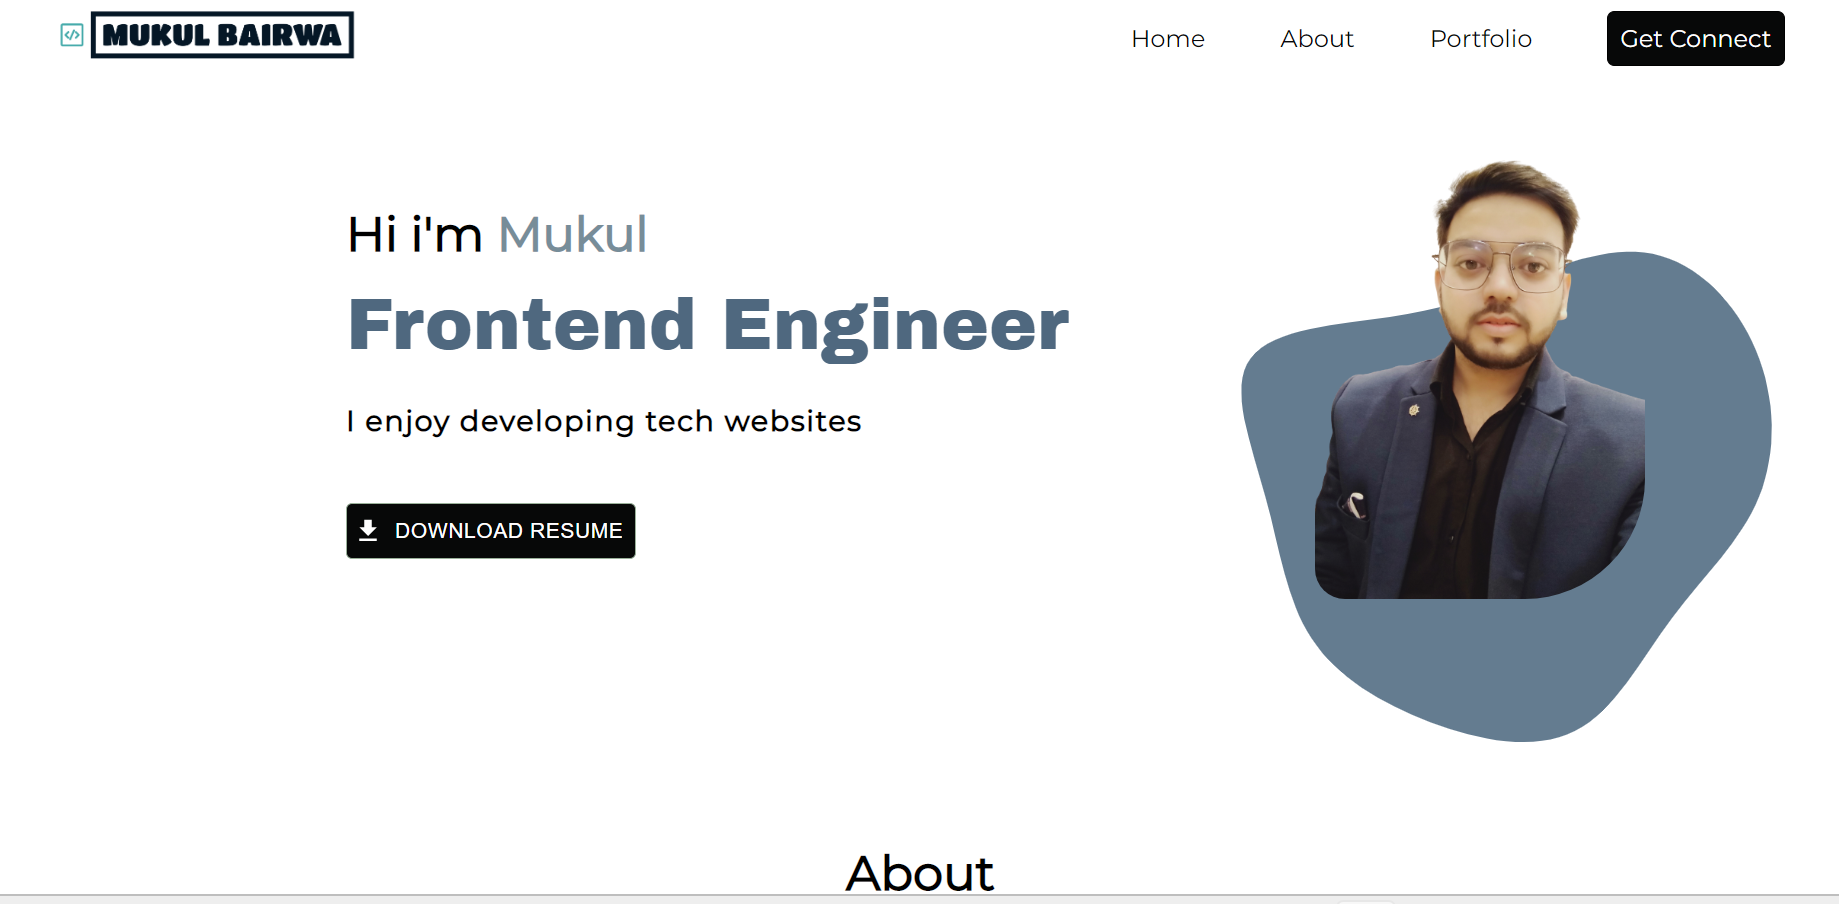 </> MUKUL BAIRWA
Home About Portfolio Get Connect
Hi i'm Mukul
Frontend Engineer
I enjoy developing tech websites
DOWNLOAD RESUME
About